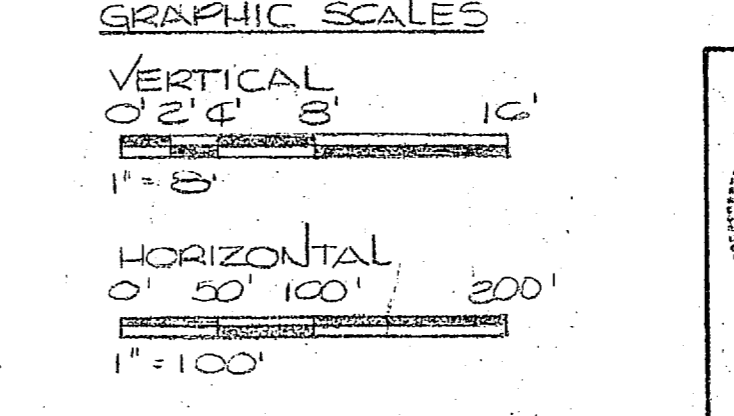 GRAPHIC SCALES
VERTICAL
0' 2' 4' 8' 16'
1" = 8'
HORIZONTAL
0' 50' 100' 200'
1" = 100'